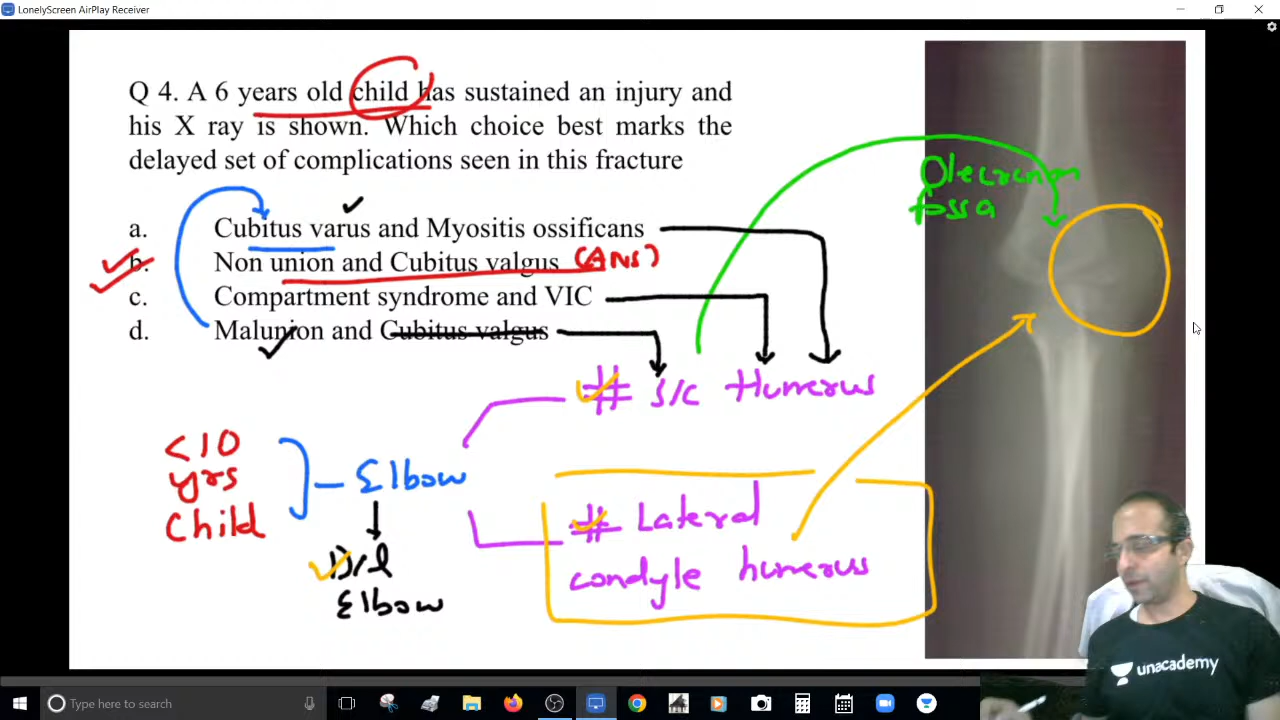 LonelyScreen AirPlay Receiver
Q 4. A 6 years old child has sustained an injury and
his X ray is shown. Which choice best marks the
delayed set of complications seen in this fracture
a. Cubitus varus and Myositis ossificans
b. Non union and Cubitus valgus (ANS)
c. Compartment syndrome and VIC
d. Malunion and Cubitus valgus
Olecranon
fossa
# S/C Humerus
<10
yrs
Child
Elbow
# Lateral
condyle humerus
D/l
Elbow
unacademy
Type here to search